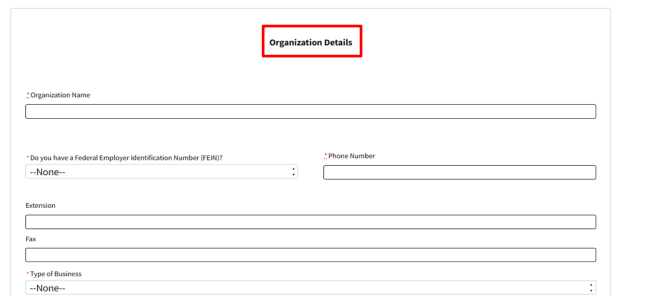 Organization Details
*Organization Name
*Do you have a Federal Employer Identification Number (FEIN)?
--None--
*Phone Number
Extension
Fax
*Type of Business
--None--